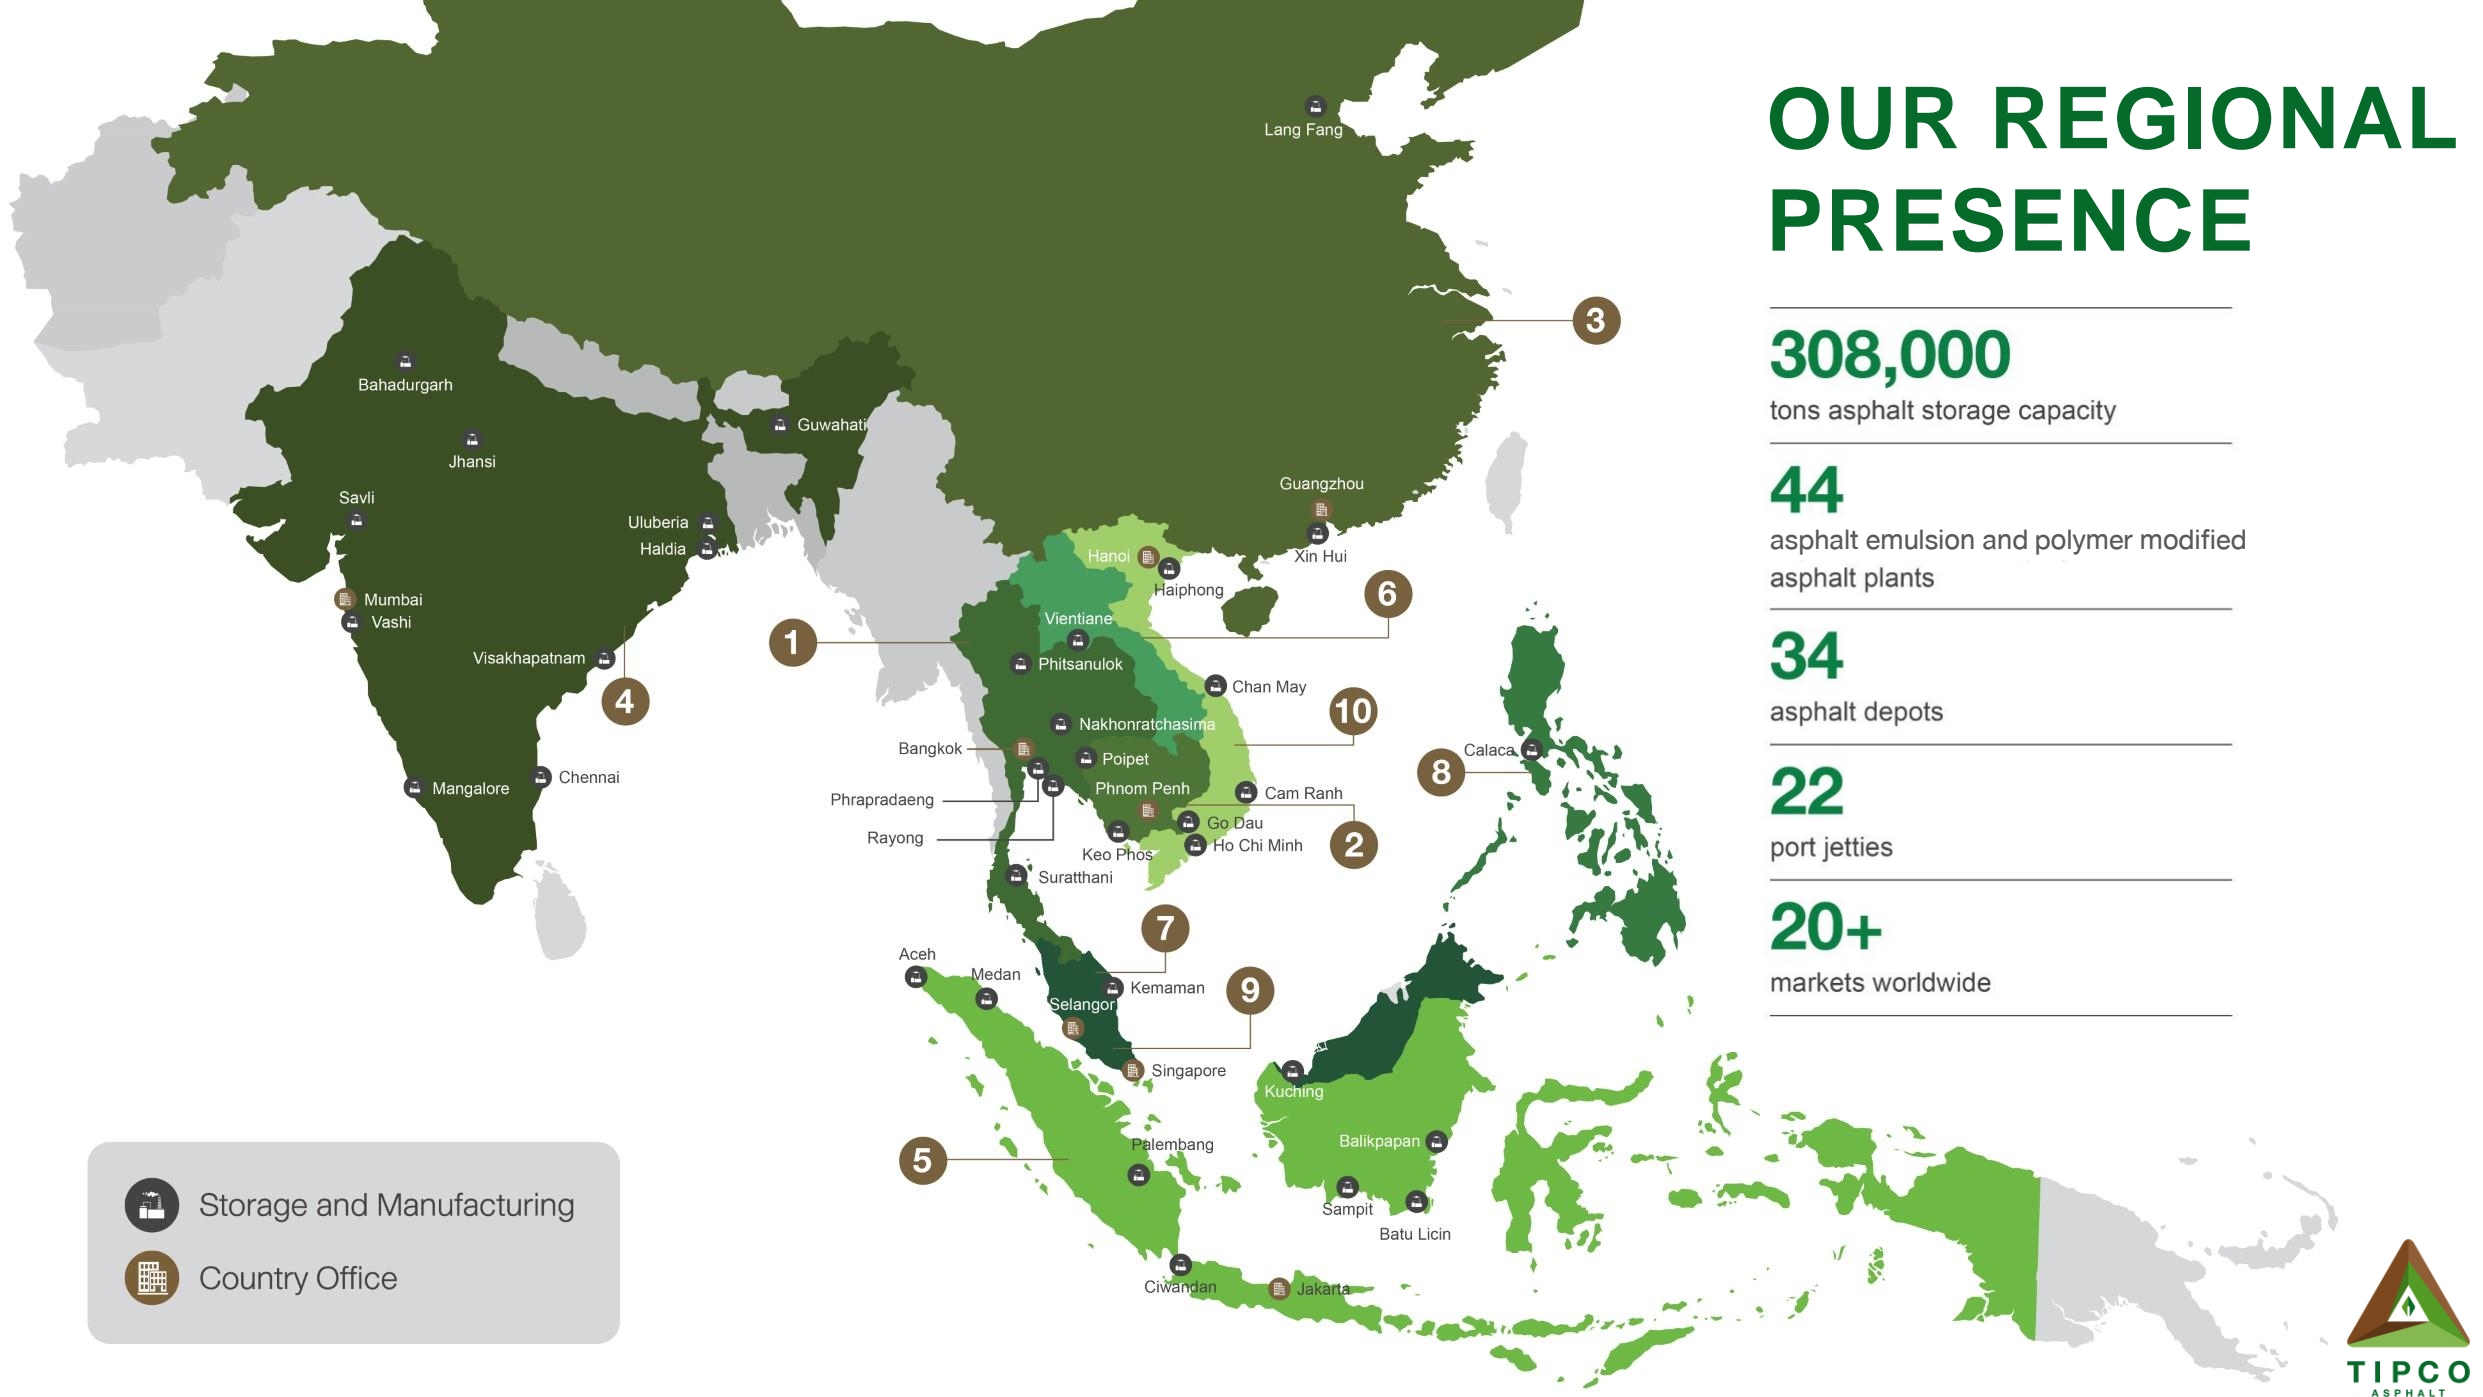 OUR REGIONAL
PRESENCE
308,000
tons asphalt storage capacity
44
asphalt emulsion and polymer modified
asphalt plants
34
asphalt depots
22
port jetties
20+
markets worldwide
Lang Fang
3
Bahadurgarh
Guwahati
Jhansi
Savli
Guangzhou
Uluberia
Haldia
Xin Hui
Hanoi
Haiphong
6
Mumbai
Vashi
Vientiane
1
Visakhapatnam
Phitsanulok
Chan May
4
10
Nakhonratchasima
Bangkok
Calaca
Poipet
8
Chennai
Mangalore
Phnom Penh
Cam Ranh
Phrapradaeng
Go Dau
Rayong
Ho Chi Minh
2
Keo Phos
Suratthani
7
Aceh
Medan
Kemaman
9
Selangor
Singapore
Kuching
Palembang
Balikpapan
5
Sampit
Batu Licin
Ciwandan
Jakarta
Storage and Manufacturing
Country Office
TIPCO
ASPHALT